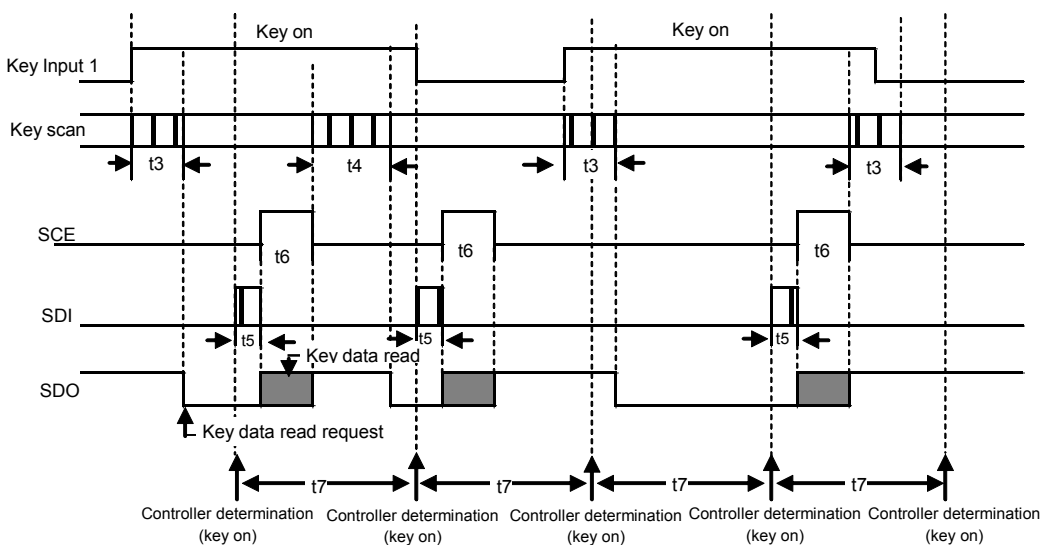 Key on
Key on
Key Input 1
Key scan
t3
t4
t3
t3
SCE
t6
t6
t6
SDI
t5
t5
t5
Key data read
SDO
Key data read request
t7
t7
t7
t7
Controller determination
(key on)
Controller determination
(key on)
Controller determination
(key on)
Controller determination
(key on)
Controller determination
(key on)